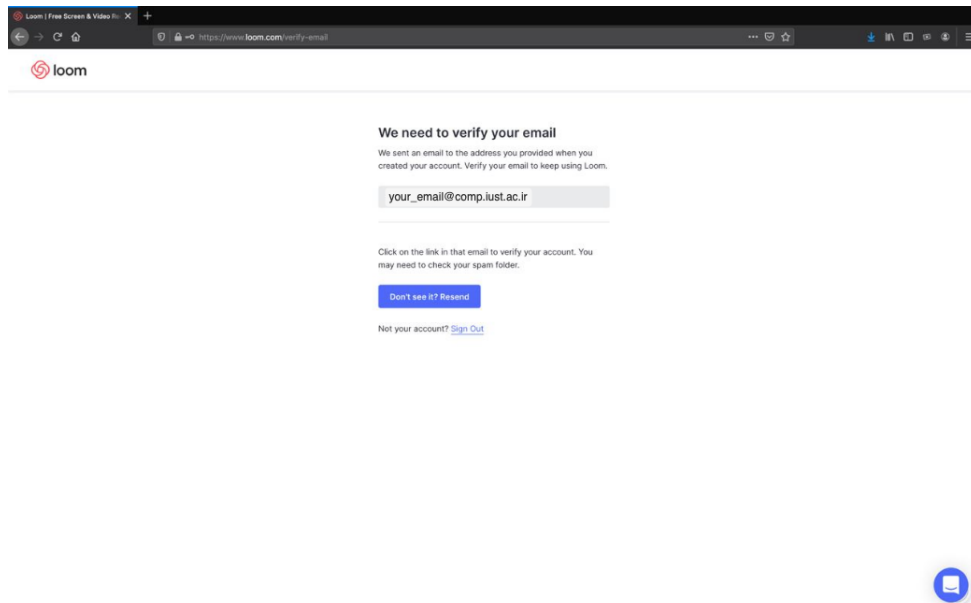 Loom | Free Screen & Video Re
https://www.loom.com/verify-email
loom
We need to verify your email
We sent an email to the address you provided when you
created your account. Verify your email to keep using Loom.
your_email@comp.iust.ac.ir
Click on the link in that email to verify your account. You
may need to check your spam folder.
Don't see it? Resend
Not your account? Sign Out